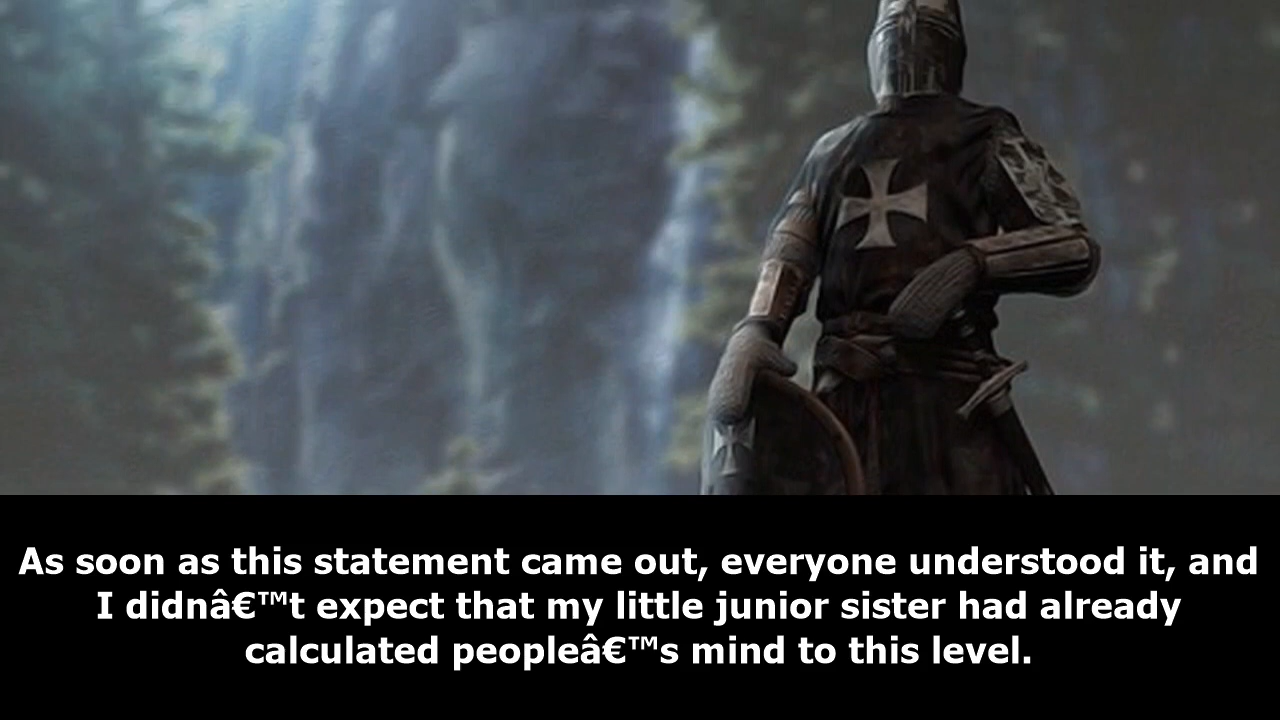 As soon as this statement came out, everyone understood it, and
I didnâ€™t expect that my little junior sister had already
calculated peopleâ€™s mind to this level.